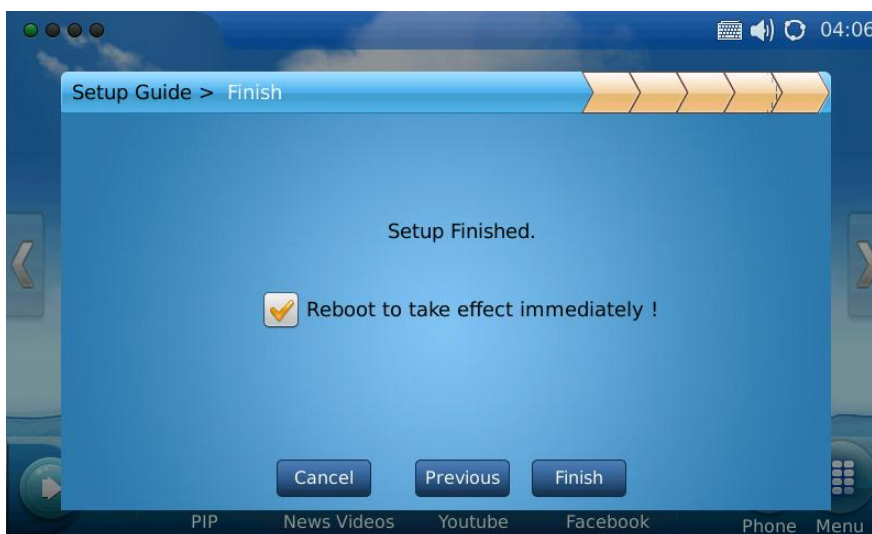 04:06
Setup Guide > Finish
Setup Finished.
Reboot to take effect immediately !
Cancel Previous Finish
PIP News Videos Youtube Facebook Phone Menu